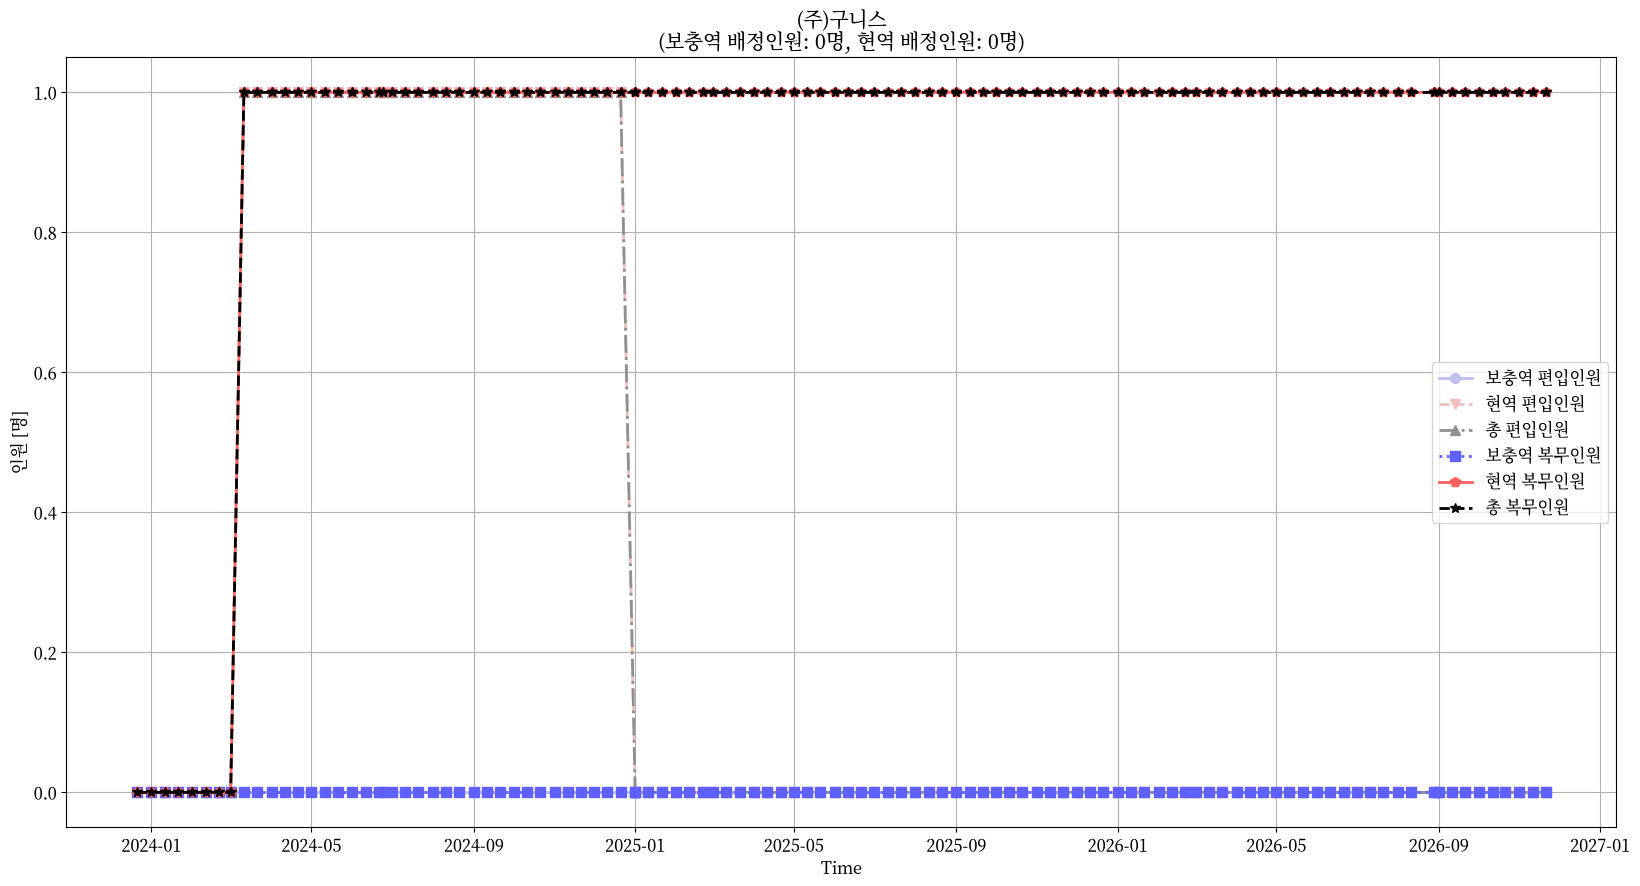 (주)구니스
(보충역 배정인원: 0명, 현역 배정인원: 0명)
인원 [명]
1.0
0.8
0.6
0.4
0.2
0.0
보충역 편입인원
현역 편입인원
총 편입인원
보충역 복무인원
현역 복무인원
총 복무인원
2024-01 2024-05 2024-09 2025-01 2025-05 2025-09 2026-01 2026-05 2026-09 2027-01
Time